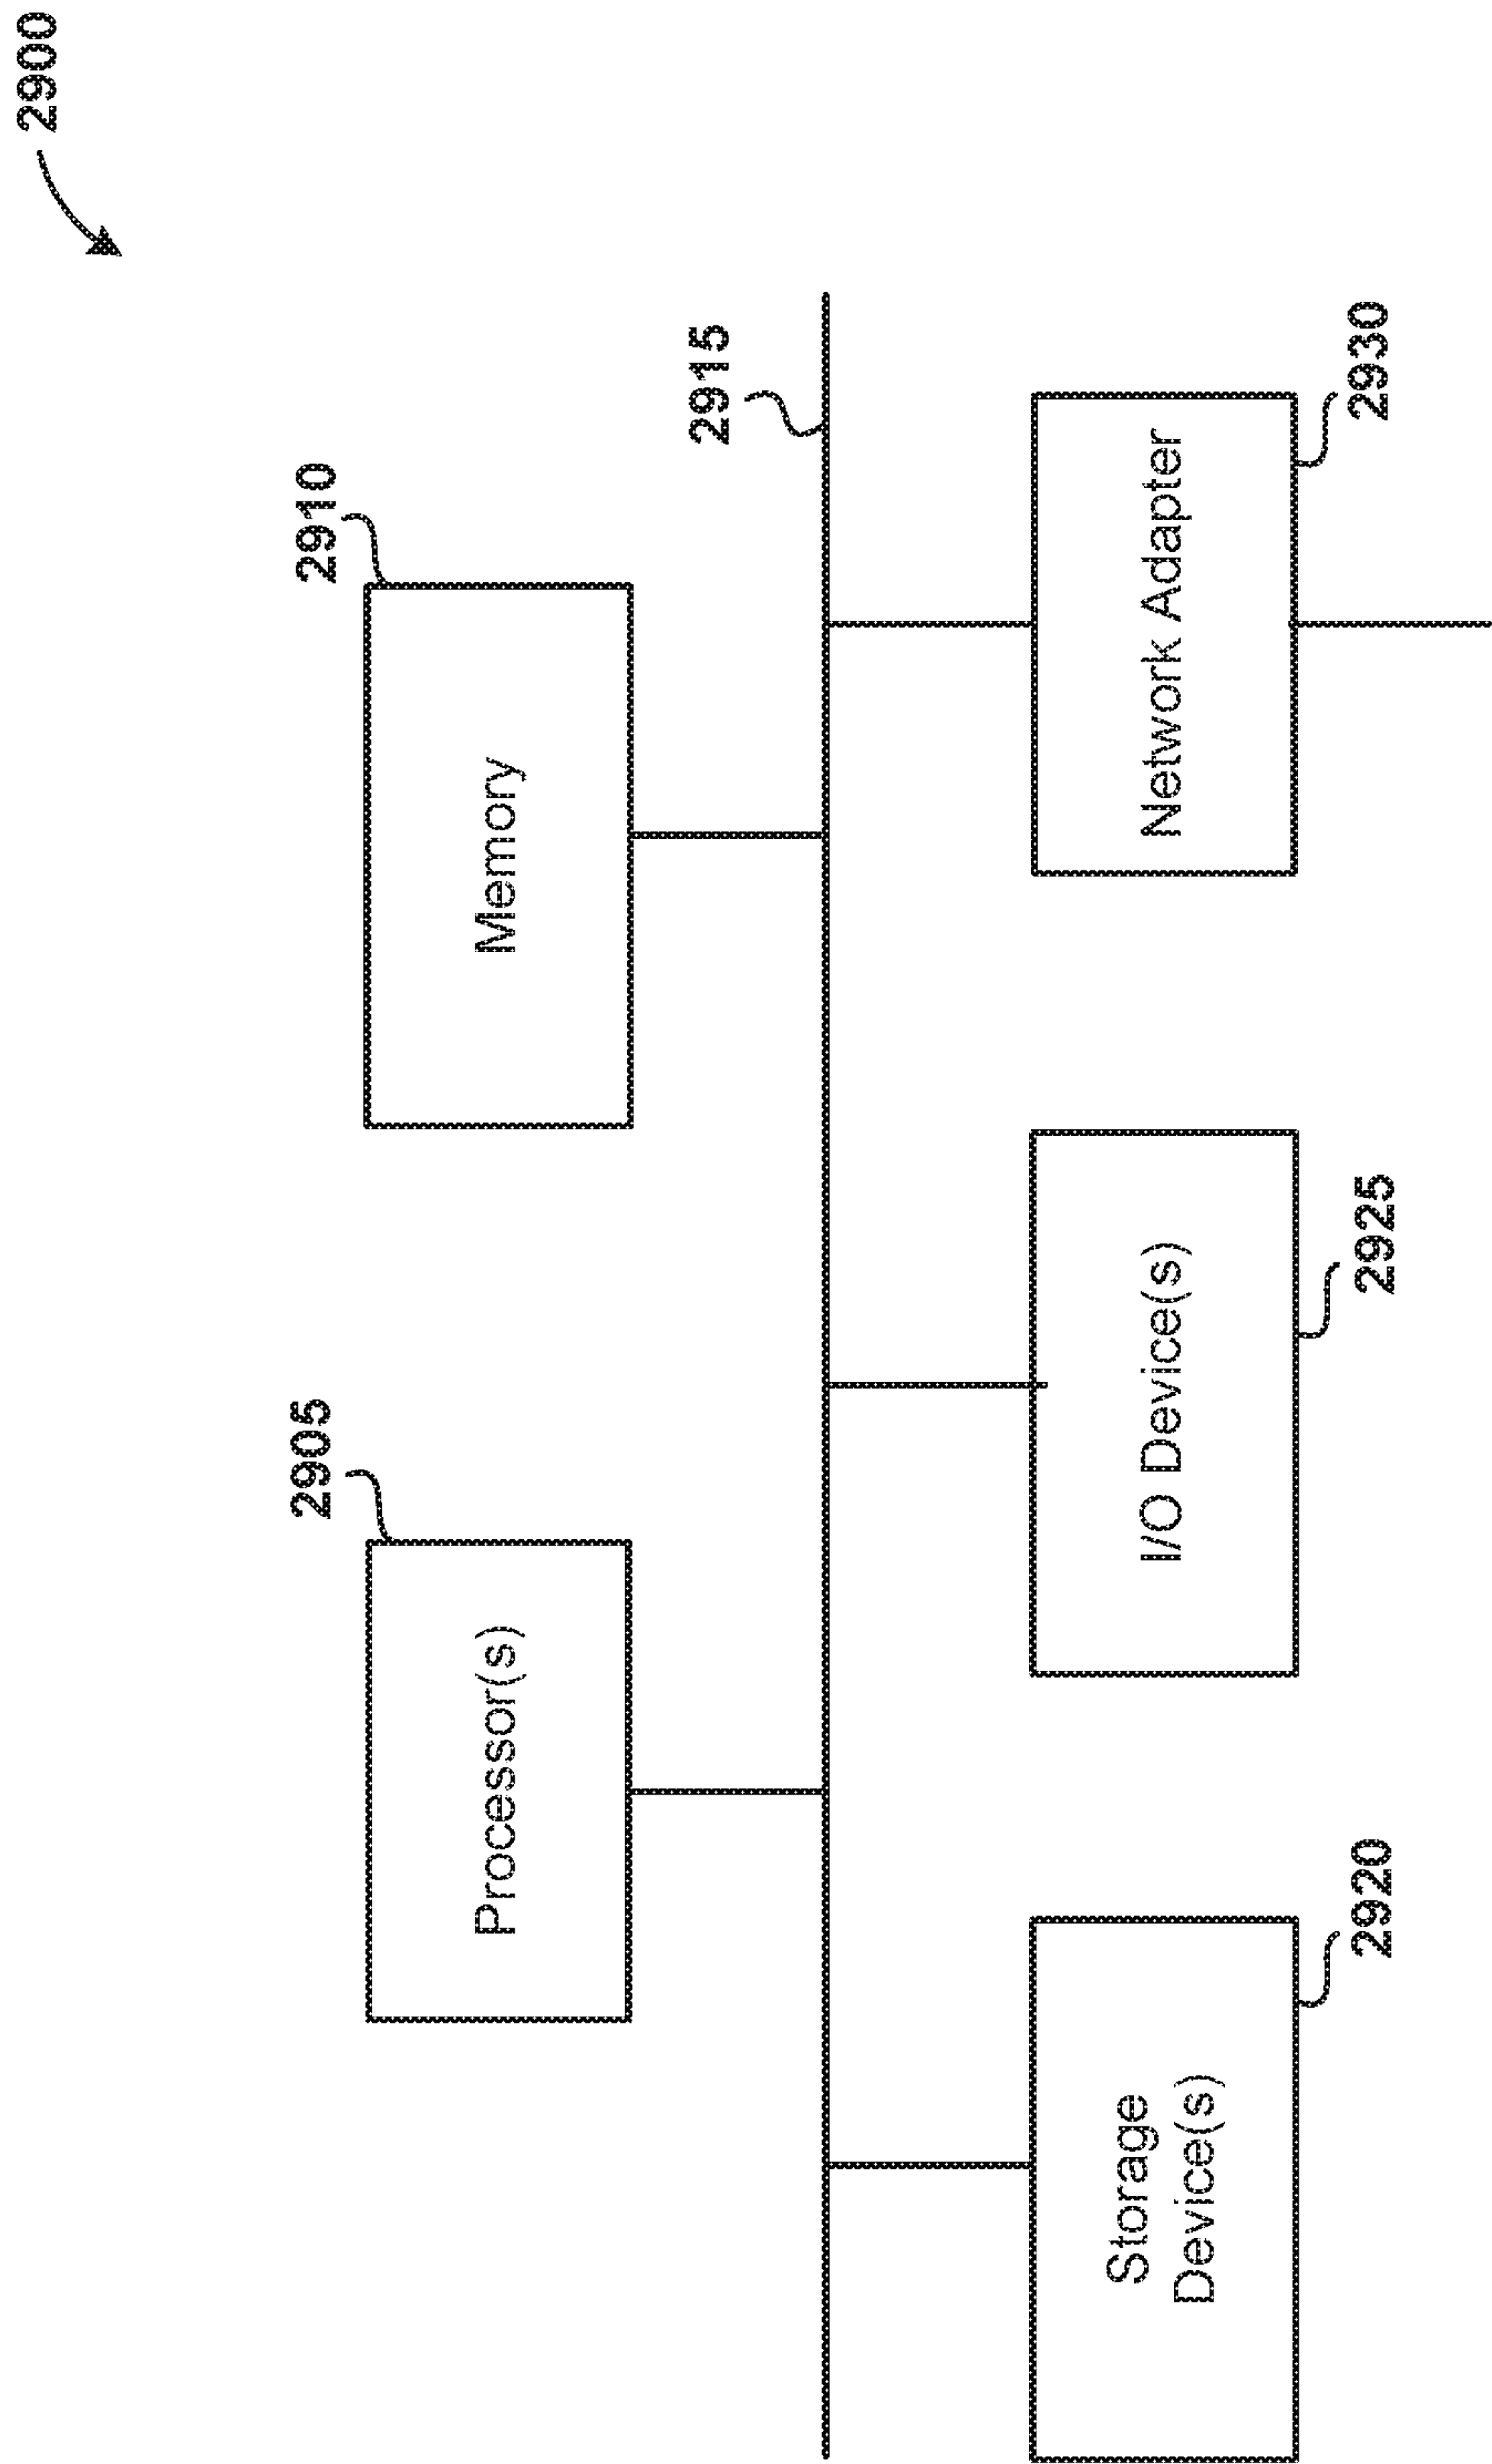 2900
2905
2910
Processor(s)
Memory
2915
Storage
Device(s)
I/O Device(s)
Network Adapter
2920
2925
2930